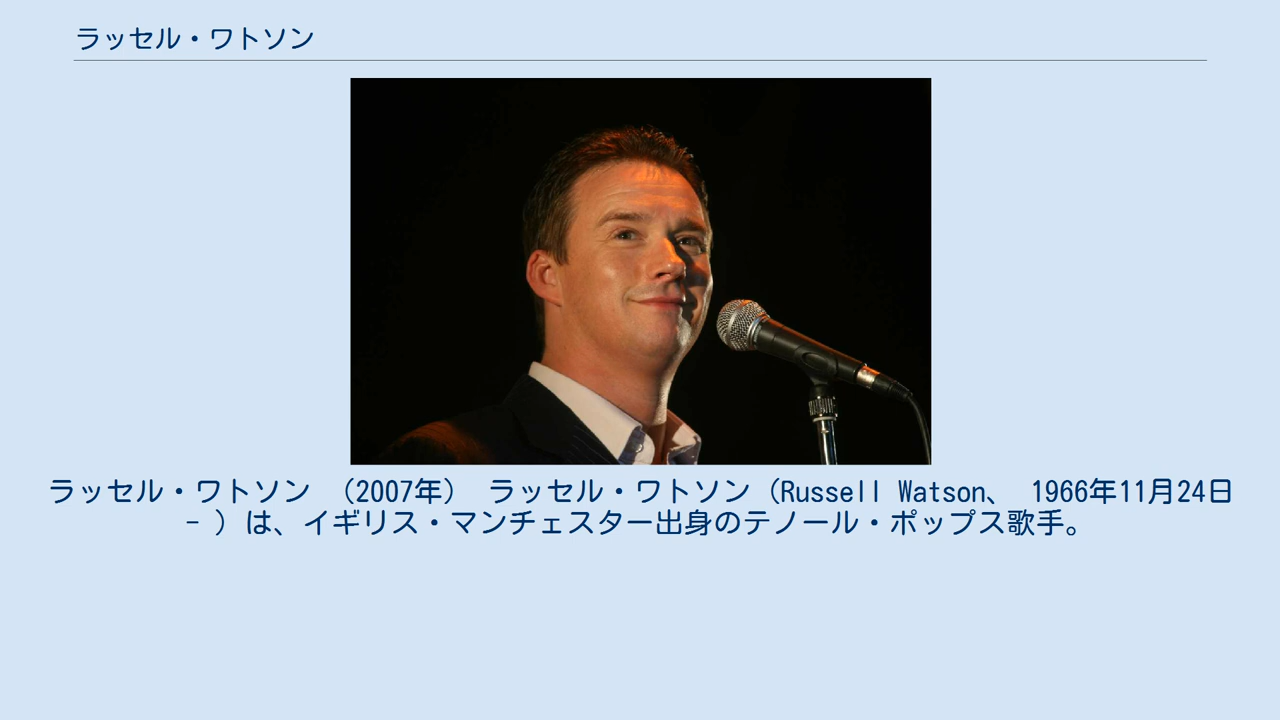 ラッセル・ワトソン
ラッセル・ワトソン （2007年） ラッセル・ワトソン（Russell Watson、 1966年11月24日
- ）は、イギリス・マンチェスター出身のテノール・ポップス歌手。